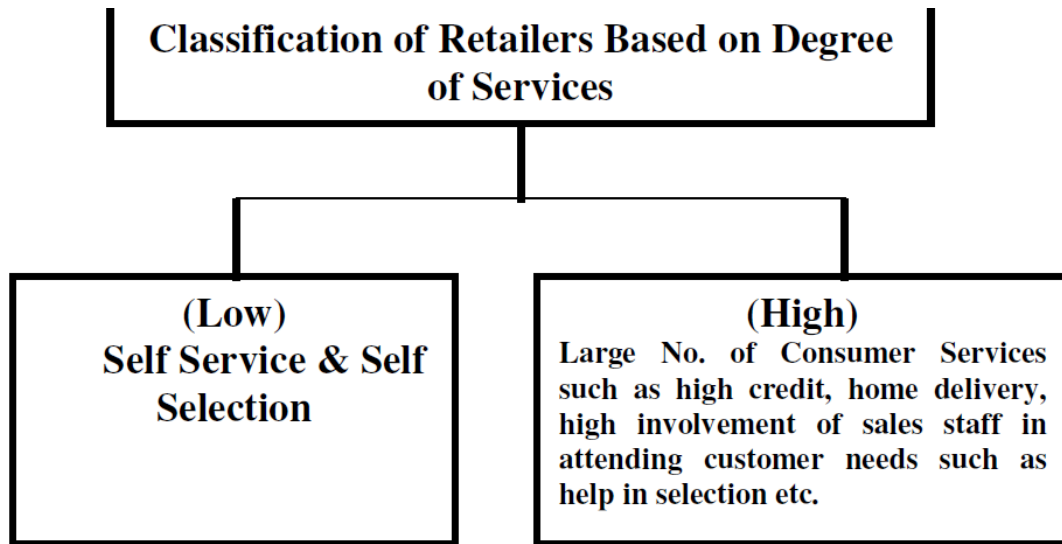 Classification of Retailers Based on Degree
of Services
(Low)
Self Service & Self
Selection
(High)
Large No. of Consumer Services
such as high credit, home delivery,
high involvement of sales staff in
attending customer needs such as
help in selection etc.